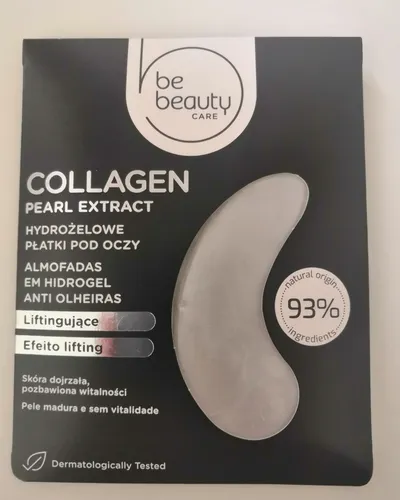 be
beauty
CARE
COLLAGEN
PEARL EXTRACT
HYDROŻELOWE
PŁATKI POD OCZY
ALMOFADAS
EM HIDROGEL
ANTI OLHEIRAS
Liftingujące
Efeito lifting
natural origin
93%
ingredients
Skóra dojrzała,
pozbawiona witalności
Pele madura e sem vitalidade
Dermatologically Tested